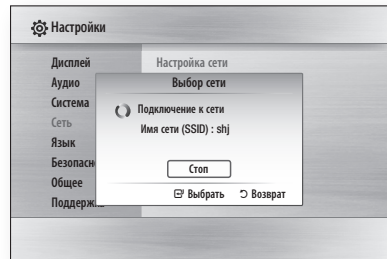 Настройки
Дисплей
Настройка сети
Аудио
Выбор сети
Система
Подключение к сети
Сеть
Имя сети (SSID) : shj
Язык
Стоп
Общее
Выбрать Возврат